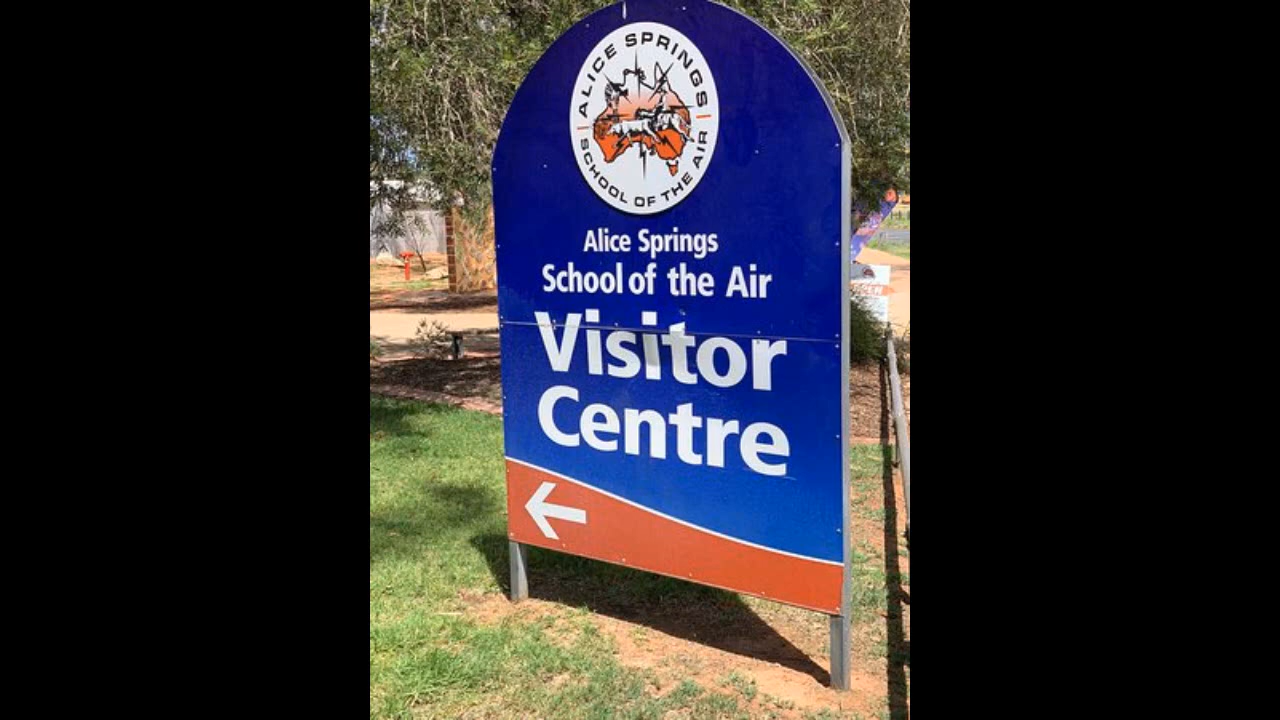 ALICE SPRINGS
SCHOOL OF THE AIR
Alice Springs
School of the Air
Visitor
Centre